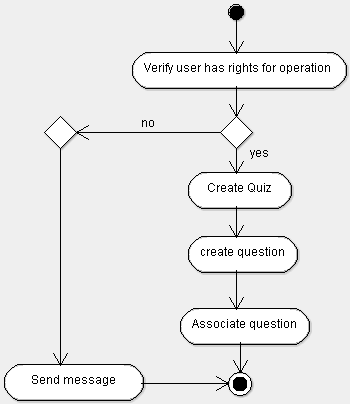 Verify user has rights for operation
no
yes
Create Quiz
create question
Associate question
Send message